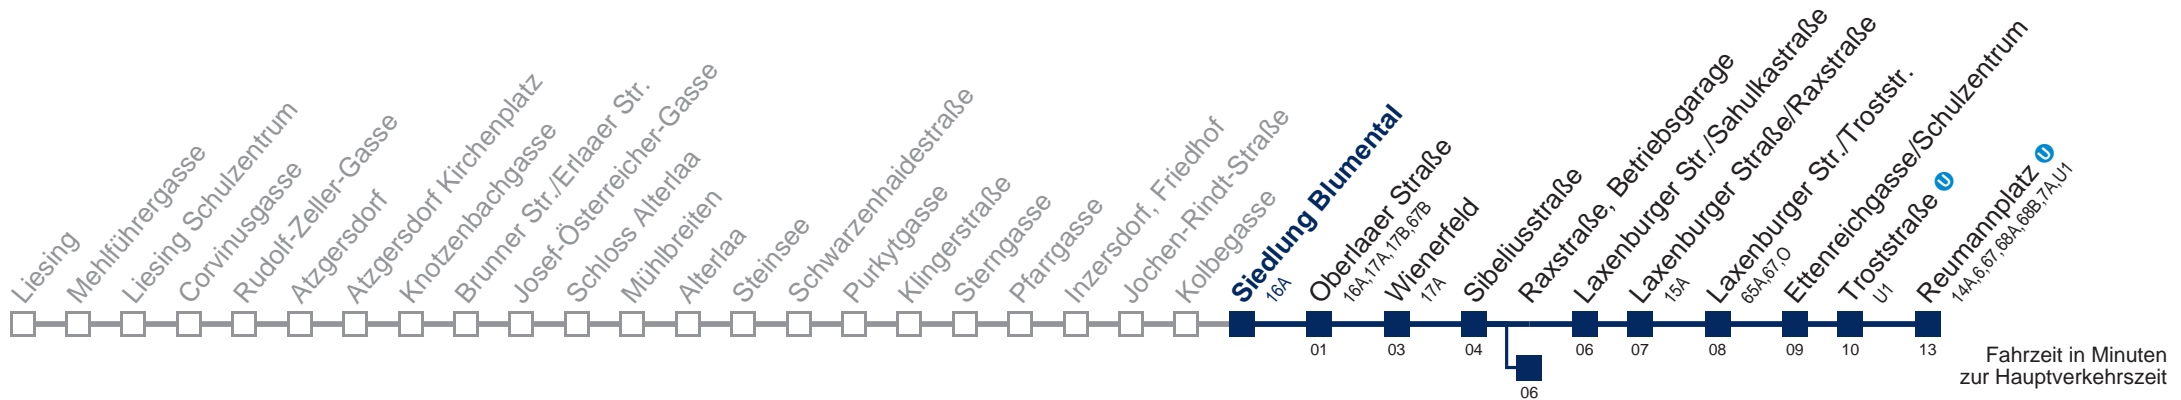 Liesing
Mehlführergasse
Liesing Schulzentrum
Corvinusgasse
Rudolf-Zeller-Gasse
Atzgersdorf
Atzgersdorf Kirchenplatz
Knotzenbachgasse
Brunner Str./Erlaaer Str.
Josef-Österreicher-Gasse
Schloss Alterlaa
Mühlbreiten
Alterlaa
Steinsee
Schwarzenhaidestraße
Purkytgasse
Klingerstraße
Sterngasse
Pfarrgasse
Inzersdorf, Friedhof
Jochen-Rindt-Straße
Kolbegasse
Siedlung Blumental
16A
Oberlaaer Straße
16A,17A,17B,67B
Wienerfeld
17A
Sibeliusstraße
Raxstraße, Betriebsgarage
Laxenburger Str./Sahulkastraße
Laxenburger Straße/Raxstraße
15A
Laxenburger Str./Troststr.
65A,67,O
Ettenreichgasse/Schulzentrum
Troststraße U
U1
Reumannplatz U
14A,6,67,68A,68B,7A,U1
01
03
04
06
07
08
09
10
13
06
Fahrzeit in Minuten
zur Hauptverkehrszeit